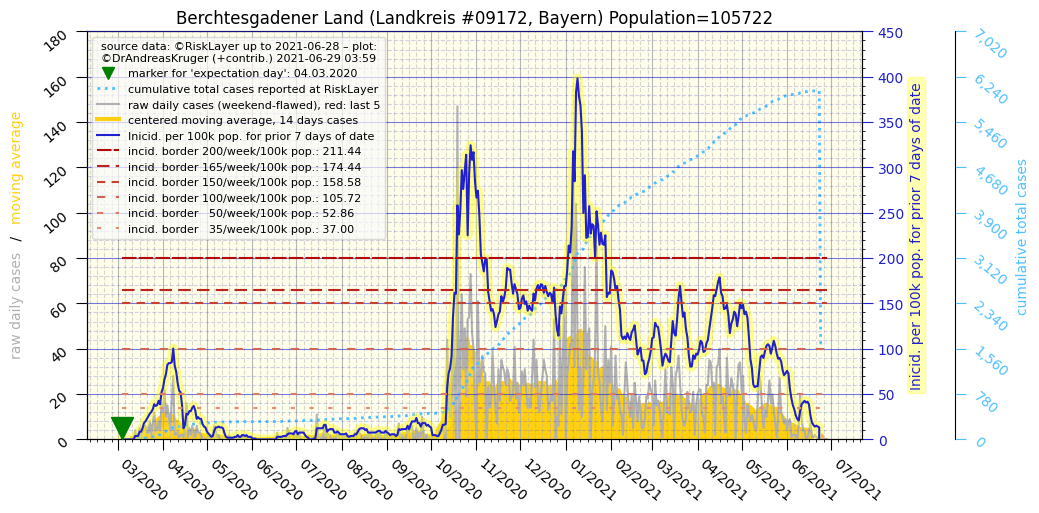 Berchtesgadener Land (Landkreis #09172, Bayern) Population=105722
source data: ©RiskLayer up to 2021-06-28 – plot:
©DrAndreasKruger (+contrib.) 2021-06-29 03:59
marker for 'expectation day': 04.03.2020
cumulative total cases reported at RiskLayer
raw daily cases (weekend-flawed), red: last 5
centered moving average, 14 days cases
Inicid. per 100k pop. for prior 7 days of date
incid. border 200/week/100k pop.: 211.44
incid. border 165/week/100k pop.: 174.44
incid. border 150/week/100k pop.: 158.58
incid. border 100/week/100k pop.: 105.72
incid. border 50/week/100k pop.: 52.86
incid. border 35/week/100k pop.: 37.00
raw daily cases / moving average
180
160
140
120
100
80
60
40
20
0
03/2020
04/2020
05/2020
06/2020
07/2020
08/2020
09/2020
10/2020
11/2020
12/2020
01/2021
02/2021
03/2021
04/2021
05/2021
06/2021
07/2021
450
400
350
300
250
200
150
100
50
0
Inicid. per 100k pop. for prior 7 days of date
7,020
6,240
5,460
4,680
3,900
3,120
2,340
1,560
780
0
cumulative total cases